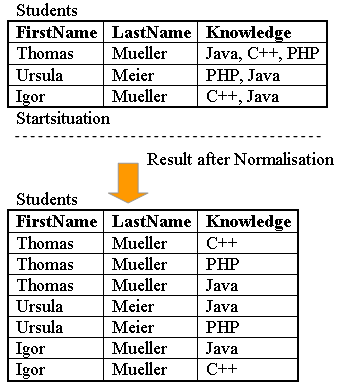 Students
FirstName LastName Knowledge
Thomas Mueller Java, C++, PHP
Ursula Meier PHP, Java
Igor Mueller C++, Java
Startsituation
Result after Normalisation
Students
FirstName LastName Knowledge
Thomas Mueller C++
Thomas Mueller PHP
Thomas Mueller Java
Ursula Meier Java
Ursula Meier PHP
Igor Mueller Java
Igor Mueller C++